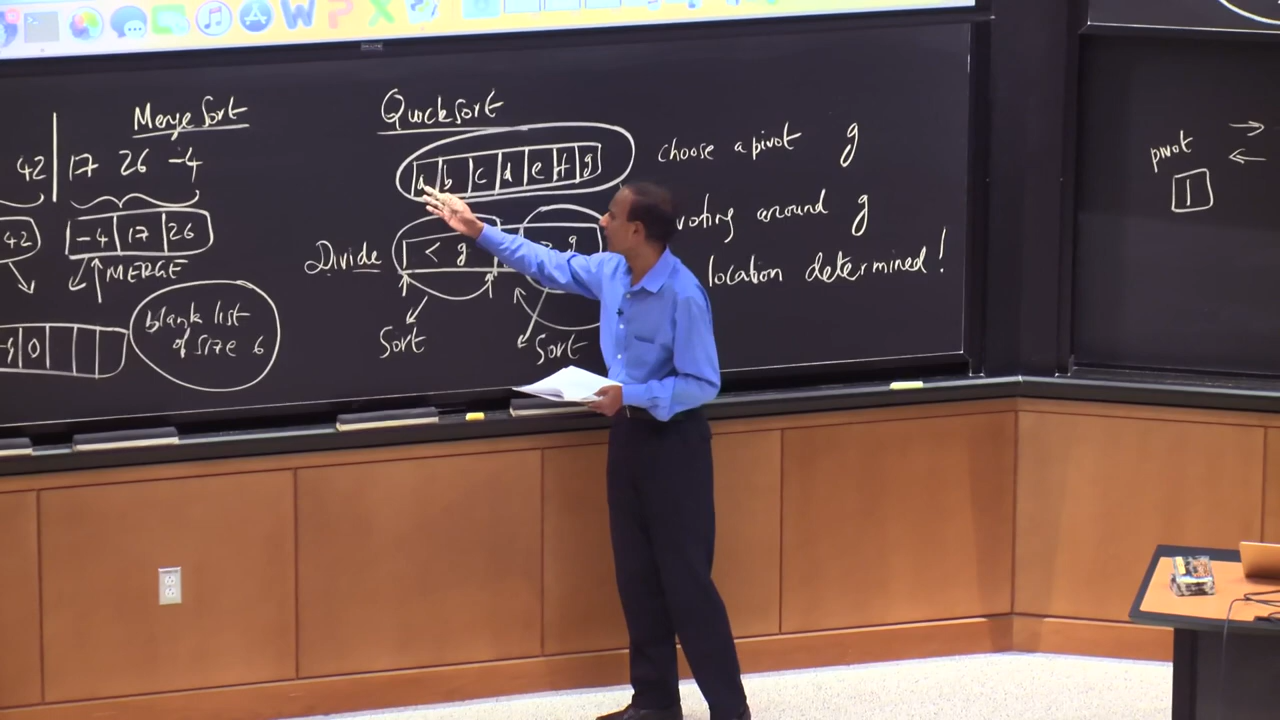 Merge Sort
42 | 17 26 -4
42
-4 17 26
MERGE
0
blank list
of size 6
Quicksort
a b c d e f g
Divide
< g
g
Sort
Sort
choose a pivot g
around g
location determined!
pivot
1